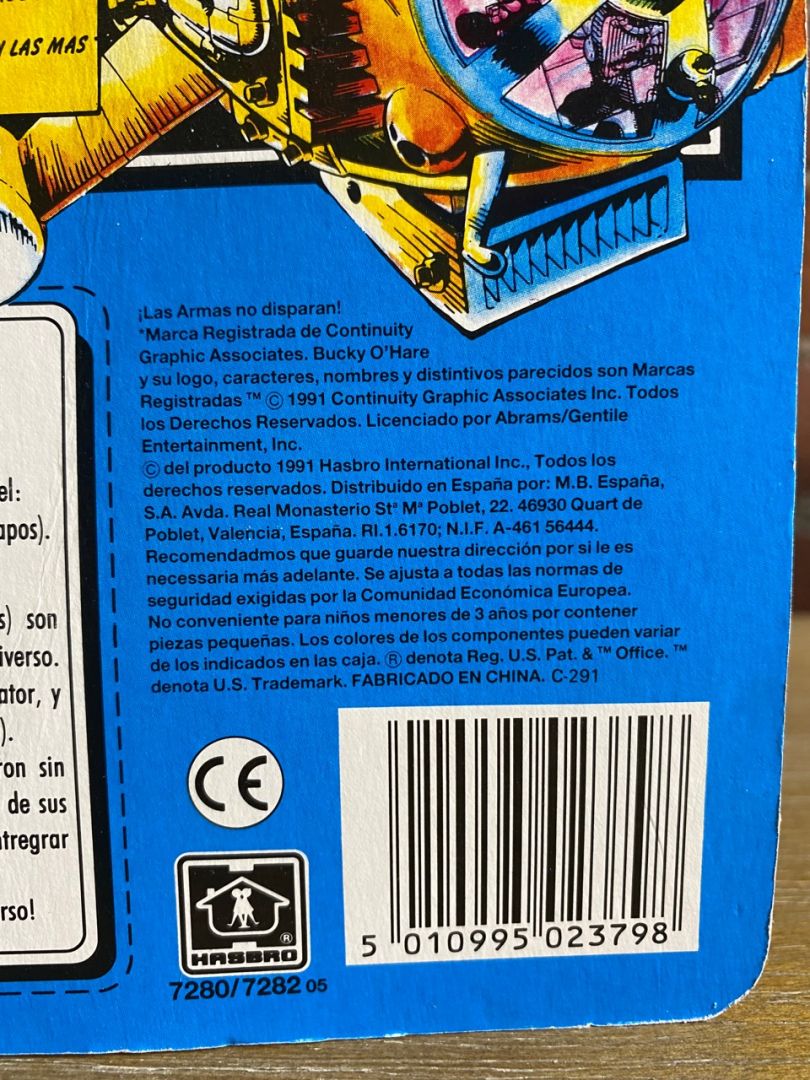 Y LAS MAS
el:
apos).
s) son
iverso.
ator, y
).
ron sin
de sus
ntregrar
rso!
¡Las Armas no disparan!
*Marca Registrada de Continuity
Graphic Associates. Bucky O'Hare
y su logo, caracteres, nombres y distintivos parecidos son Marcas
Registradas ™ © 1991 Continuity Graphic Associates Inc. Todos
los Derechos Reservados. Licenciado por Abrams/Gentile
Entertainment, Inc.
© del producto 1991 Hasbro International Inc., Todos los
derechos reservados. Distribuido en España por: M.B. España,
S.A. Avda. Real Monasterio Stª Mª Poblet, 22. 46930 Quart de
Poblet, Valencia, España. RI.1.6170; N.I.F. A-461 56444.
Recomendadmos que guarde nuestra dirección por si le es
necessaria más adelante. Se ajusta a todas las normas de
seguridad exigidas por la Comunidad Económica Europea.
No conveniente para niños menores de 3 años por contener
piezas pequeñas. Los colores de los componentes pueden variar
de los indicados en las caja. ® denota Reg. U.S. Pat. & ™ Office. ™
denota U.S. Trademark. FABRICADO EN CHINA. C-291
CE
HASBRO ®
7280/7282 05
5 010995 023798